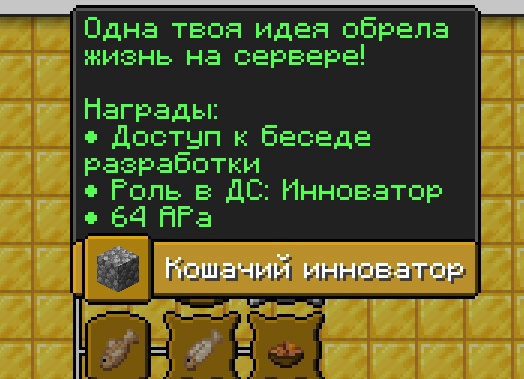 Одна твоя идея обрела
жизнь на сервере!
Награды:
● Доступ к беседе
разработки
● Роль в ДС: Инноватор
● 64 АРа
Кошачий инноватор